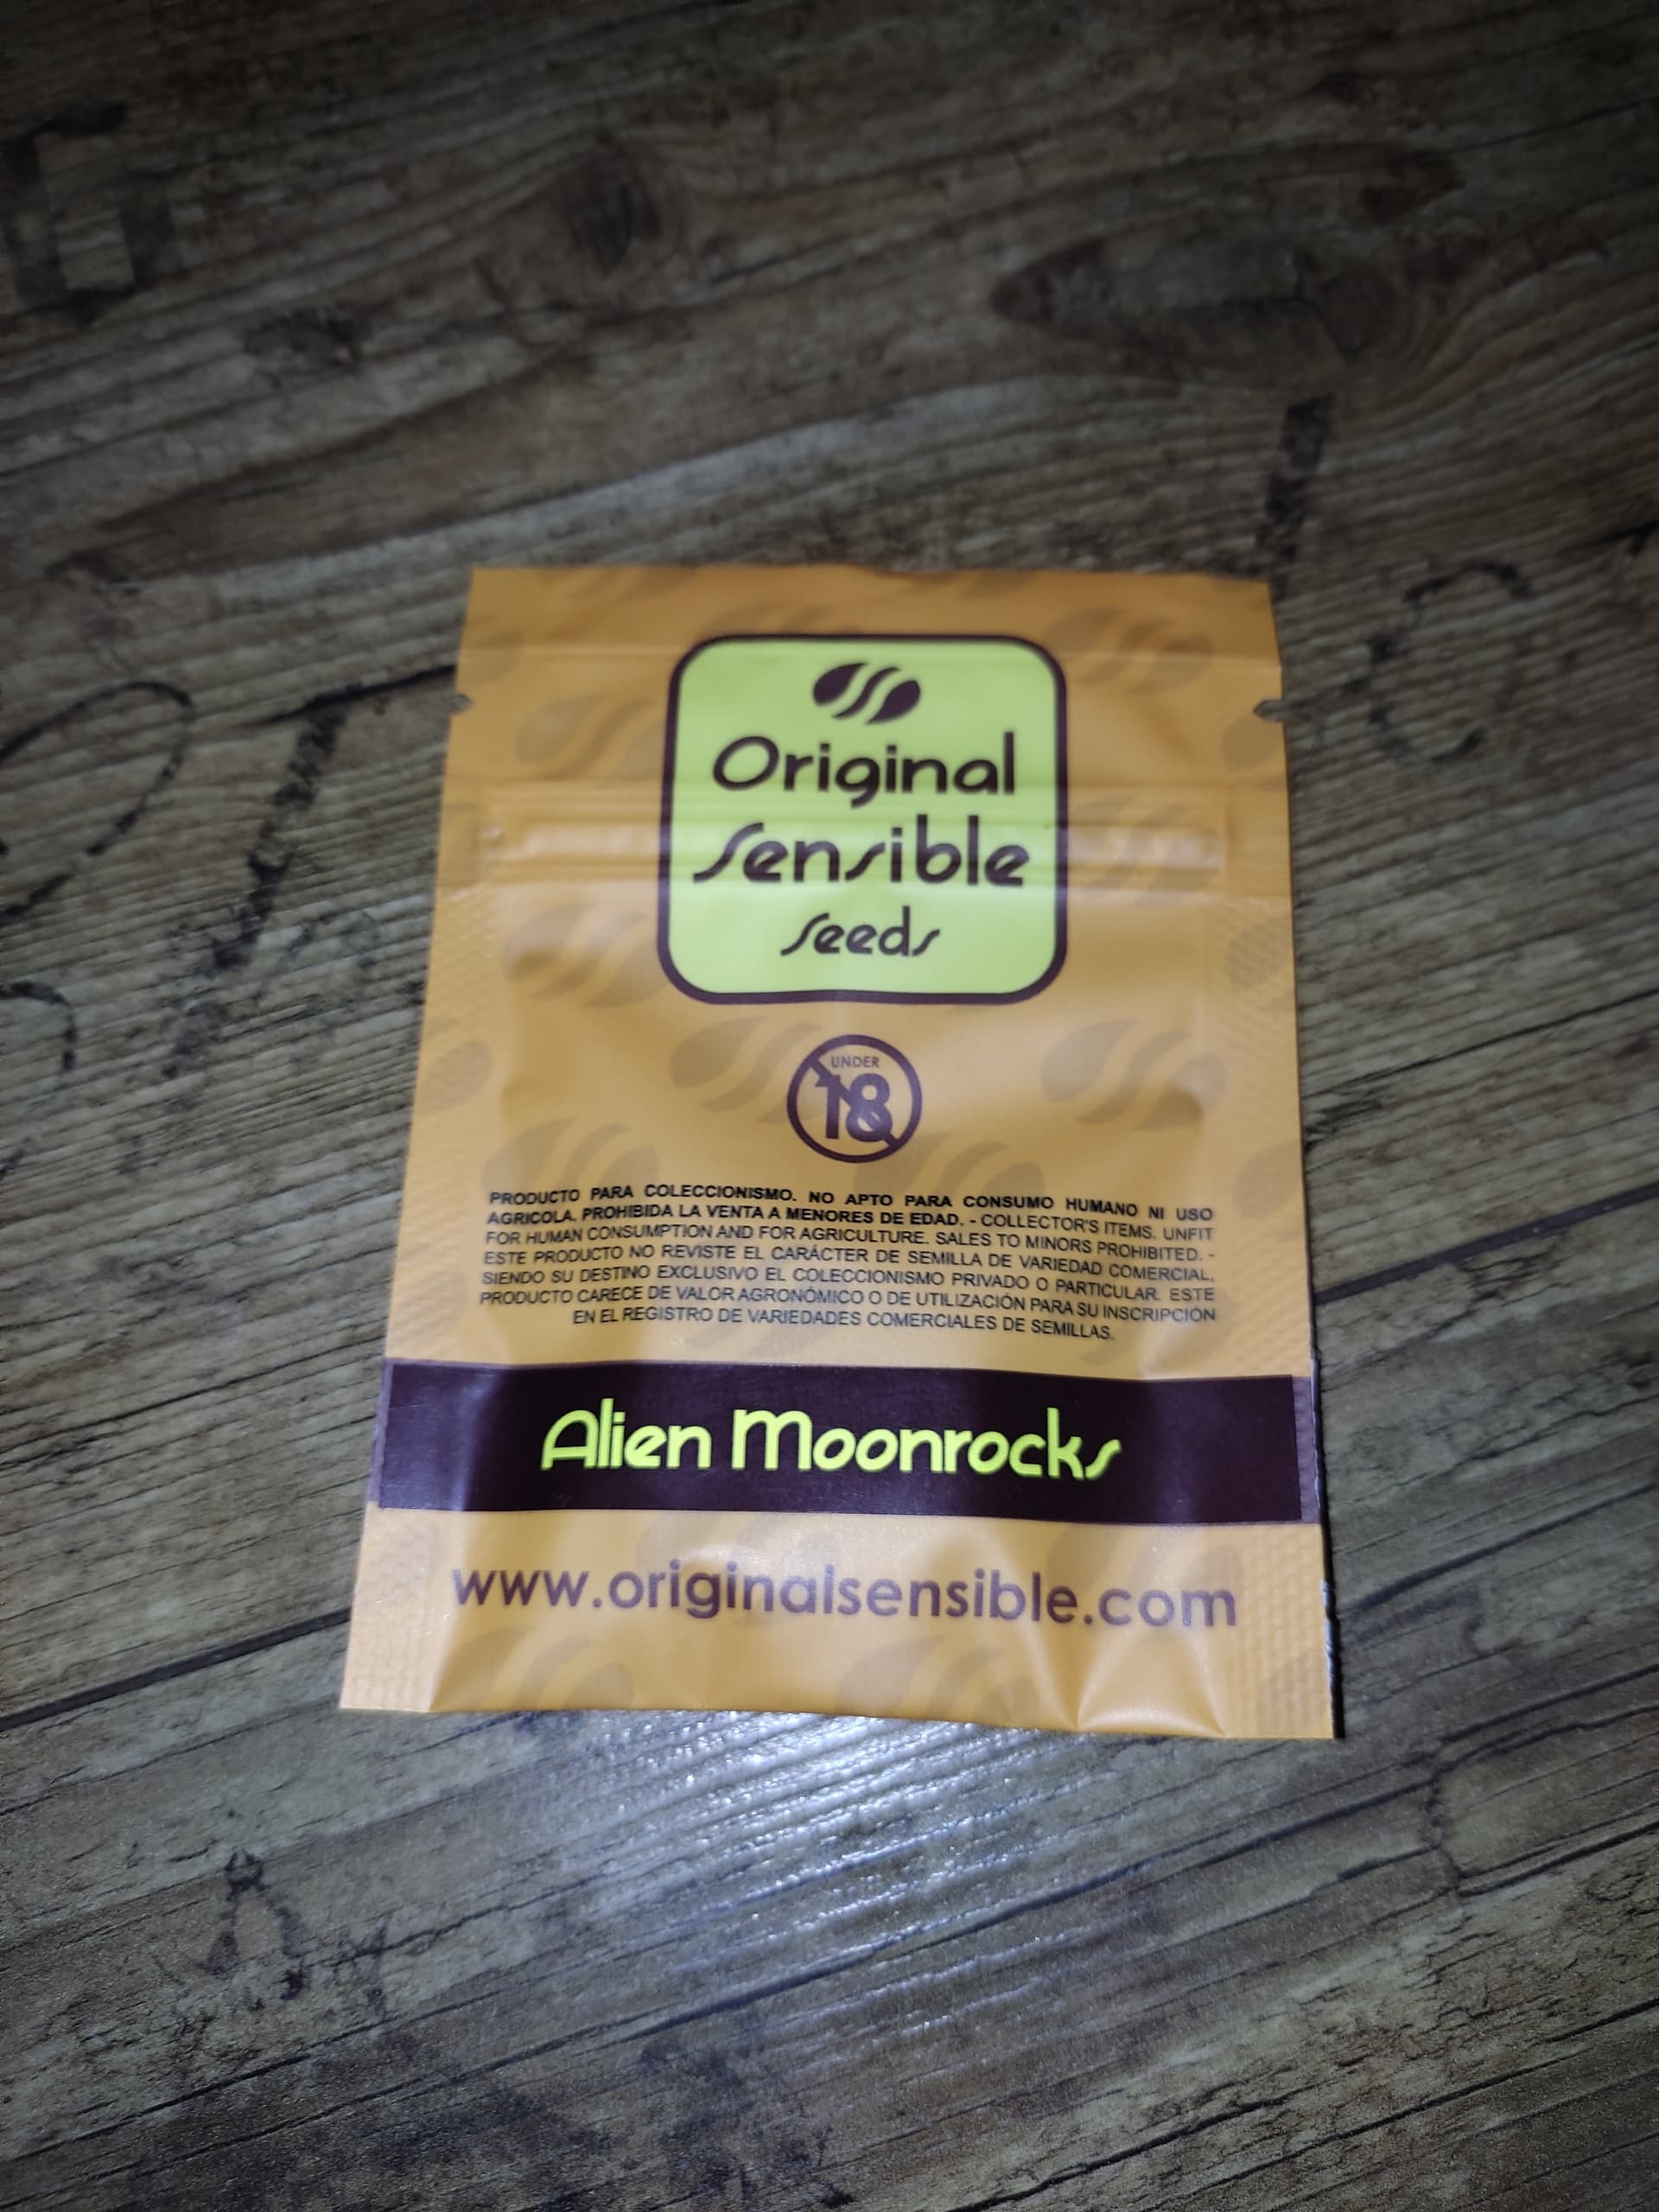 Original
Sensible
Seeds
UNDER
18
PRODUCTO PARA COLECCIONISMO. NO APTO PARA CONSUMO HUMANO NI USO
AGRICOLA. PROHIBIDA LA VENTA A MENORES DE EDAD. - COLLECTOR'S ITEMS. UNFIT
FOR HUMAN CONSUMPTION AND FOR AGRICULTURE. SALES TO MINORS PROHIBITED. -
ESTE PRODUCTO NO REVISTE EL CARÁCTER DE SEMILLA DE VARIEDAD COMERCIAL,
SIENDO SU DESTINO EXCLUSIVO EL COLECCIONISMO PRIVADO O PARTICULAR. ESTE
PRODUCTO CARECE DE VALOR AGRONÓMICO O DE UTILIZACIÓN PARA SU INSCRIPCIÓN
EN EL REGISTRO DE VARIEDADES COMERCIALES DE SEMILLAS.
Alien Moonrocks
www.originalsensible.com